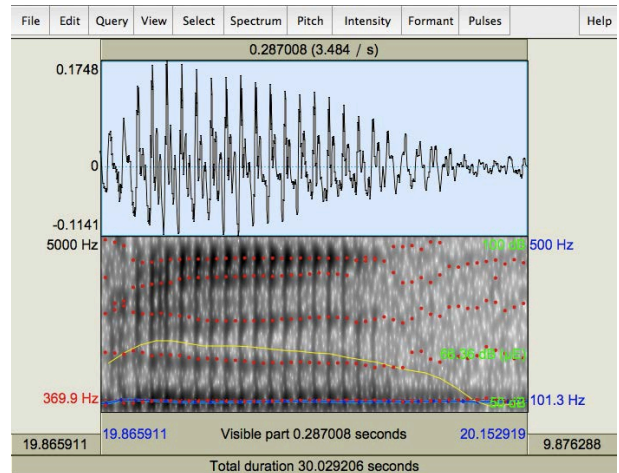 File Edit Query View Select Spectrum Pitch Intensity Formant Pulses Help
0.287008 (3.484 / s)
0.1748
0
-0.1141
5000 Hz 100 dB 500 Hz
369.9 Hz 50 dB 101.3 Hz
19.865911 19.865911 Visible part 0.287008 seconds 20.152919 9.876288
Total duration 30.029206 seconds